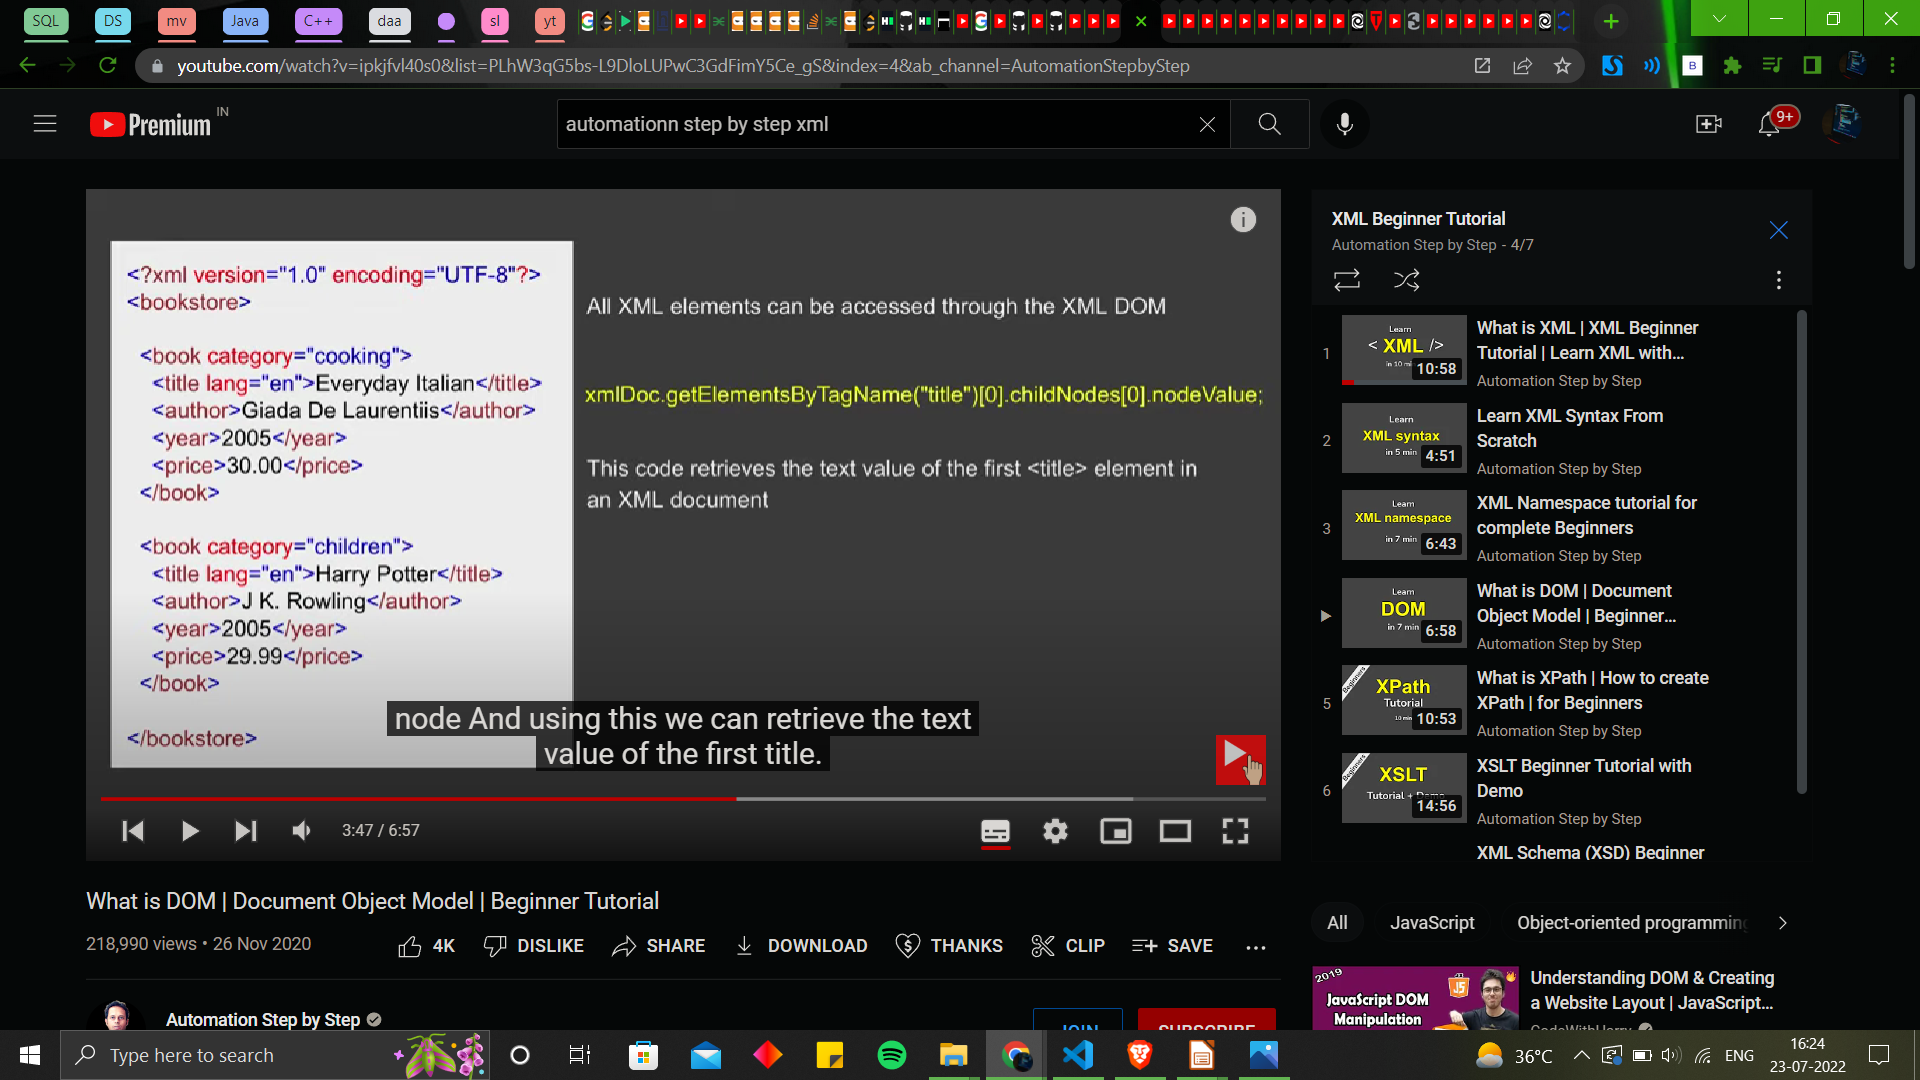 SQL
DS
mv
Java
C++
daa
sl
yt
youtube.com/watch?v=ipkjfvl40s0&list=PLhW3qG5bs-L9DloLUPwC3GdFimY5Ce_gS&index=4&ab_channel=AutomationStepbyStep
Premium
IN
automationn step by step xml
9+
<?xml version="1.0" encoding="UTF-8"?>
<bookstore>
<book category="cooking">
<title lang="en">Everyday Italian</title>
<author>Giada De Laurentiis</author>
<year>2005</year>
<price>30.00</price>
</book>
<book category="children">
<title lang="en">Harry Potter</title>
<author>J K. Rowling</author>
<year>2005</year>
<price>29.99</price>
</book>
</bookstore>
All XML elements can be accessed through the XML DOM
xmlDoc.getElementsByTagName("title")[0].childNodes[0].nodeValue;
This code retrieves the text value of the first <title> element in
an XML document
node And using this we can retrieve the text
value of the first title.
3:47 / 6:57
What is DOM | Document Object Model | Beginner Tutorial
218,990 views • 26 Nov 2020
4K
DISLIKE
SHARE
DOWNLOAD
THANKS
CLIP
SAVE
Automation Step by Step
JOIN
SUBSCRIBE
XML Beginner Tutorial
Automation Step by Step - 4/7
1
Learn
< XML />
in 10 min
10:58
What is XML | XML Beginner
Tutorial | Learn XML with...
Automation Step by Step
2
Learn
XML syntax
in 5 min
4:51
Learn XML Syntax From
Scratch
Automation Step by Step
3
Learn
XML namespace
in 7 min
6:43
XML Namespace tutorial for
complete Beginners
Automation Step by Step
Learn
DOM
in 7 min
6:58
What is DOM | Document
Object Model | Beginner...
Automation Step by Step
5
Beginners
XPath
Tutorial
10 min
10:53
What is XPath | How to create
XPath | for Beginners
Automation Step by Step
6
Beginners
XSLT
Tutorial + Demo
14:56
XSLT Beginner Tutorial with
Demo
Automation Step by Step
XML Schema (XSD) Beginner
All
JavaScript
Object-oriented programming
2019
JavaScript DOM
Manipulation
JS
Understanding DOM & Creating
a Website Layout | JavaScript...
CodeWithHarry
Type here to search
36°C
ENG
16:24
23-07-2022